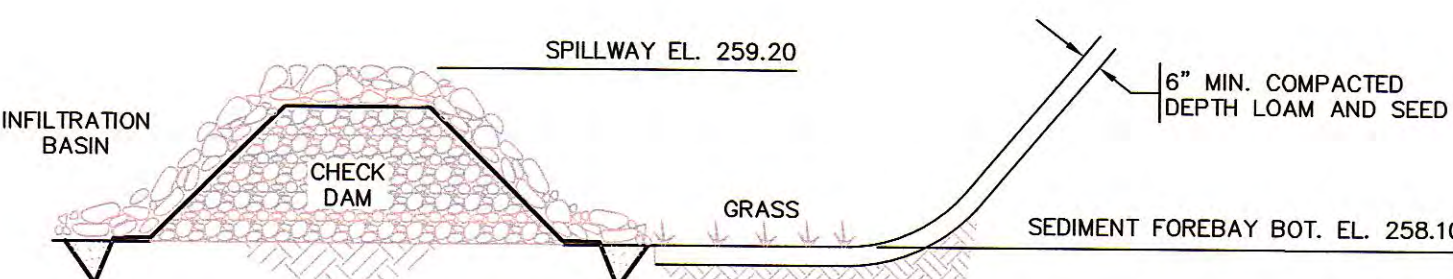 SPILLWAY EL. 259.20
6" MIN. COMPACTED
DEPTH LOAM AND SEED
INFILTRATION
BASIN
CHECK
DAM
GRASS
SEDIMENT FOREBAY BOT. EL. 258.10